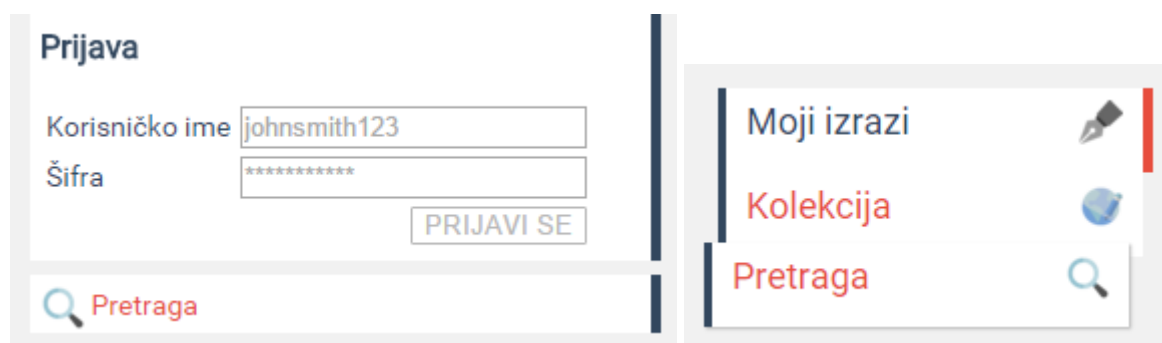 Prijava
Korisničko ime johnsmith123
Šifra ***********
PRIJAVI SE
Pretraga
Moji izrazi
Kolekcija
Pretraga